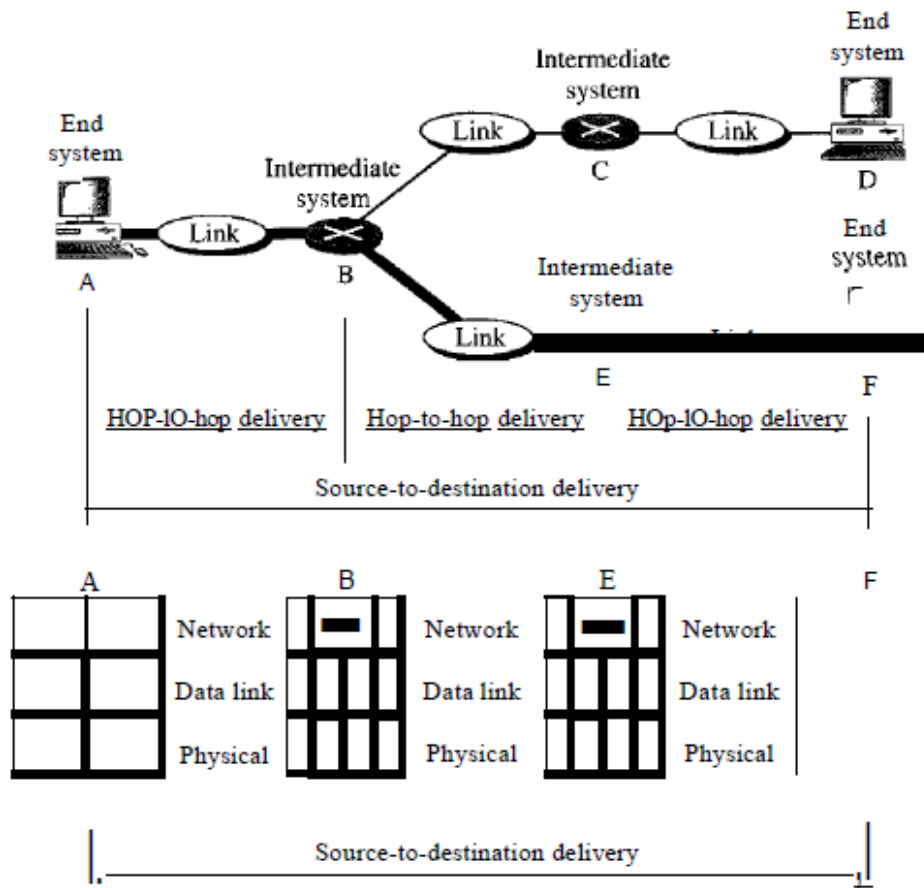 End
system
Intermediate
system
Link
C
Link
D
End
system
Intermediate
system
A
Link
B
Link
Intermediate
system
E
End
system
F
HOP-lO-hop delivery
Hop-to-hop delivery
HOp-lO-hop delivery
Source-to-destination delivery
A
B
E
F
Network
Network
Network
Data link
Data link
Data link
Physical
Physical
Physical
Source-to-destination delivery